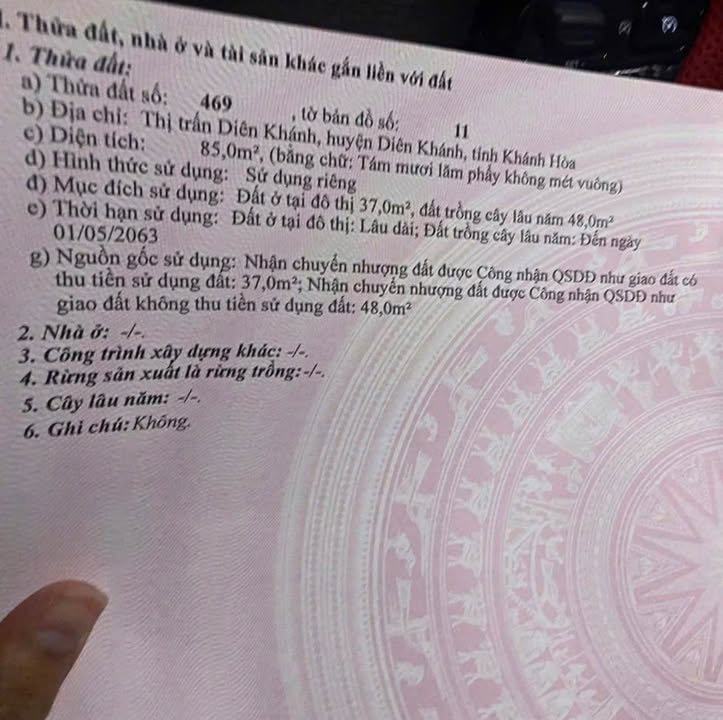 I. Thửa đất, nhà ở và tài sản khác gắn liền với đất
1. Thửa đất:
a) Thửa đất số: 469 , tờ bản đồ số: 11
b) Địa chỉ: Thị trấn Diên Khánh, huyện Diên Khánh, tỉnh Khánh Hòa
c) Diện tích: 85,0m², (bằng chữ: Tám mươi lăm phẩy không mét vuông)
d) Hình thức sử dụng: Sử dụng riêng
đ) Mục đích sử dụng: Đất ở tại đô thị 37,0m², đất trồng cây lâu năm 48,0m²
e) Thời hạn sử dụng: Đất ở tại đô thị: Lâu dài; Đất trồng cây lâu năm: Đến ngày
01/05/2063
g) Nguồn gốc sử dụng: Nhận chuyển nhượng đất được Công nhận QSDĐ như giao đất có
thu tiền sử dụng đất: 37,0m²; Nhận chuyển nhượng đất được Công nhận QSDĐ như
giao đất không thu tiền sử dụng đất: 48,0m²
2. Nhà ở: -/-.
3. Công trình xây dựng khác: -/-.
4. Rừng sản xuất là rừng trồng: -/-.
5. Cây lâu năm: -/-.
6. Ghi chú: Không.